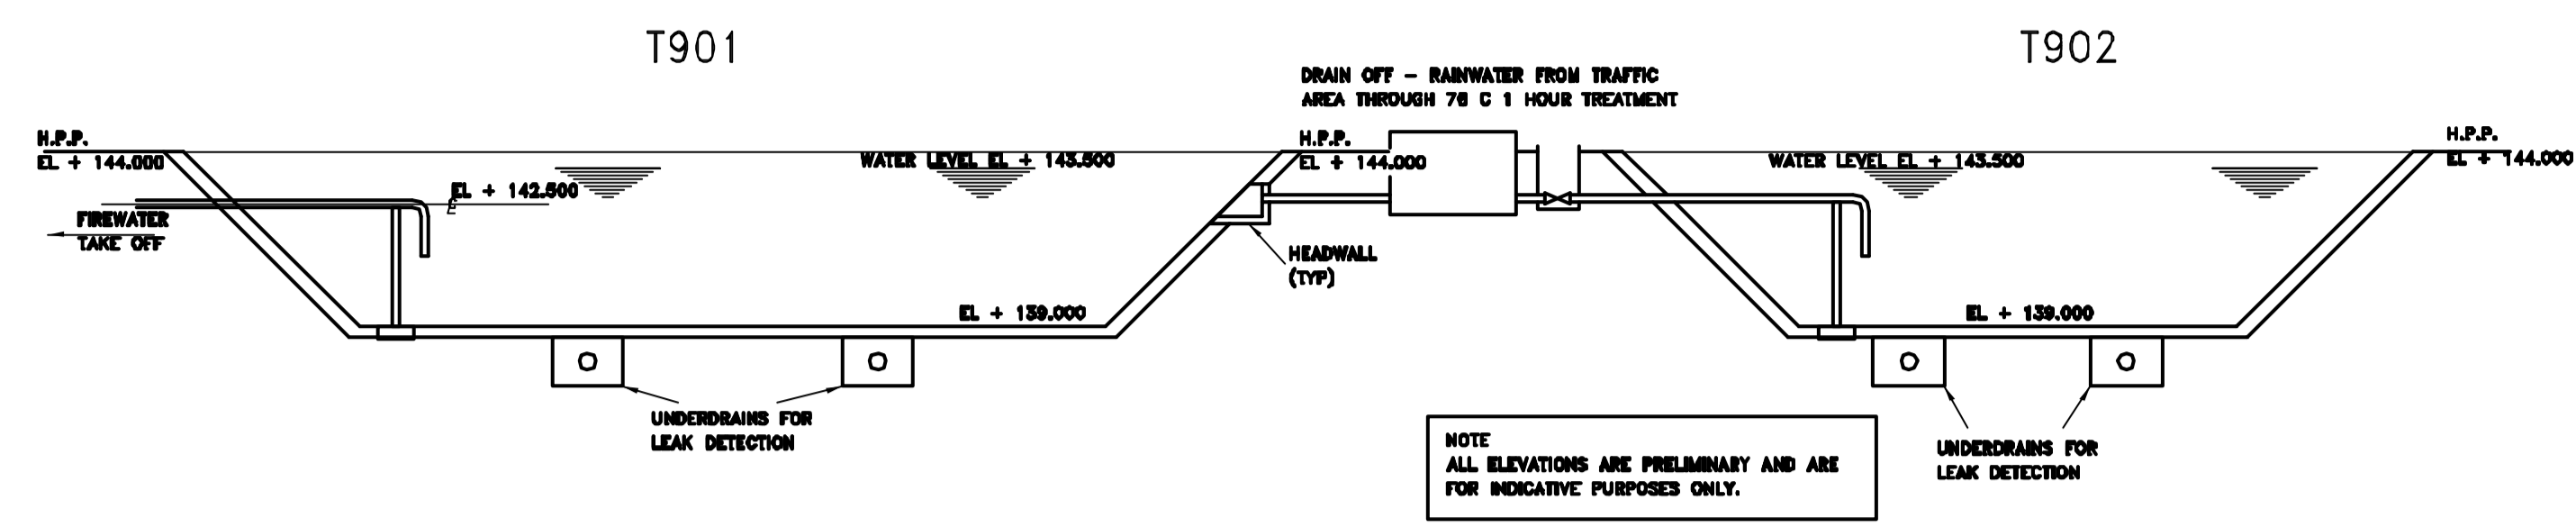 T901
T902
DRAIN OFF - RAINWATER FROM TRAFFIC
AREA THROUGH C 1 HOUR TREATMENT
H.P.P.
EL + 144.000
WATER LEVEL EL + 143.500
H.P.P.
EL + 144.000
WATER LEVEL EL + 143.500
H.P.P.
EL + 144.000
EL + 142.500
FIREWATER
TAKE OFF
HEADWALL
(TYP)
EL + 139.000
EL + 139.000
UNDERDRAINS FOR
LEAK DETECTION
NOTE
ALL ELEVATIONS ARE PRELIMINARY AND ARE
FOR INDICATIVE PURPOSES ONLY.
UNDERDRAINS FOR
LEAK DETECTION